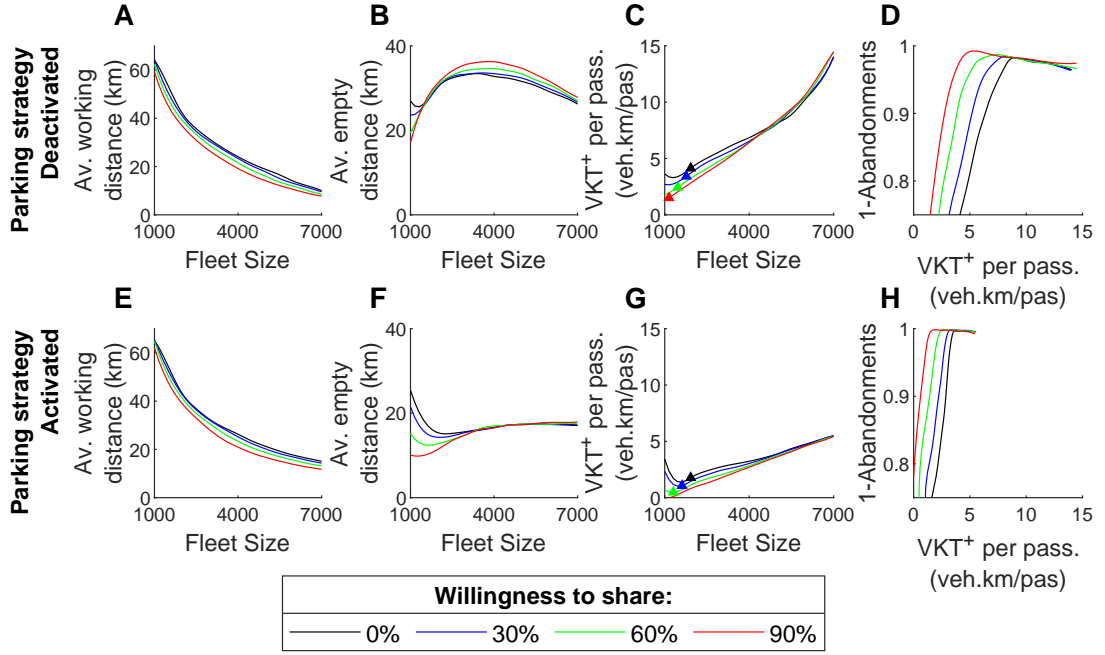 A
B
C
D
Parking strategy
Deactivated
Av. working
distance (km)
60
40
20
0
1000
4000
7000
Fleet Size
Av. empty
distance (km)
40
20
0
1000
4000
7000
Fleet Size
VKT+ per pass.
(veh.km/pas)
15
10
5
0
1000
4000
7000
Fleet Size
1-Abandonments
1
0.9
0.8
0
5
10
15
VKT+ per pass.
(veh.km/pas)
E
F
G
H
Parking strategy
Activated
Av. working
distance (km)
60
40
20
0
1000
4000
7000
Fleet Size
Av. empty
distance (km)
40
20
0
1000
4000
7000
Fleet Size
VKT+ per pass.
(veh.km/pas)
15
10
5
0
1000
4000
7000
Fleet Size
1-Abandonments
1
0.9
0.8
0
5
10
15
VKT+ per pass.
(veh.km/pas)
Willingness to share:
0% 30% 60% 90%